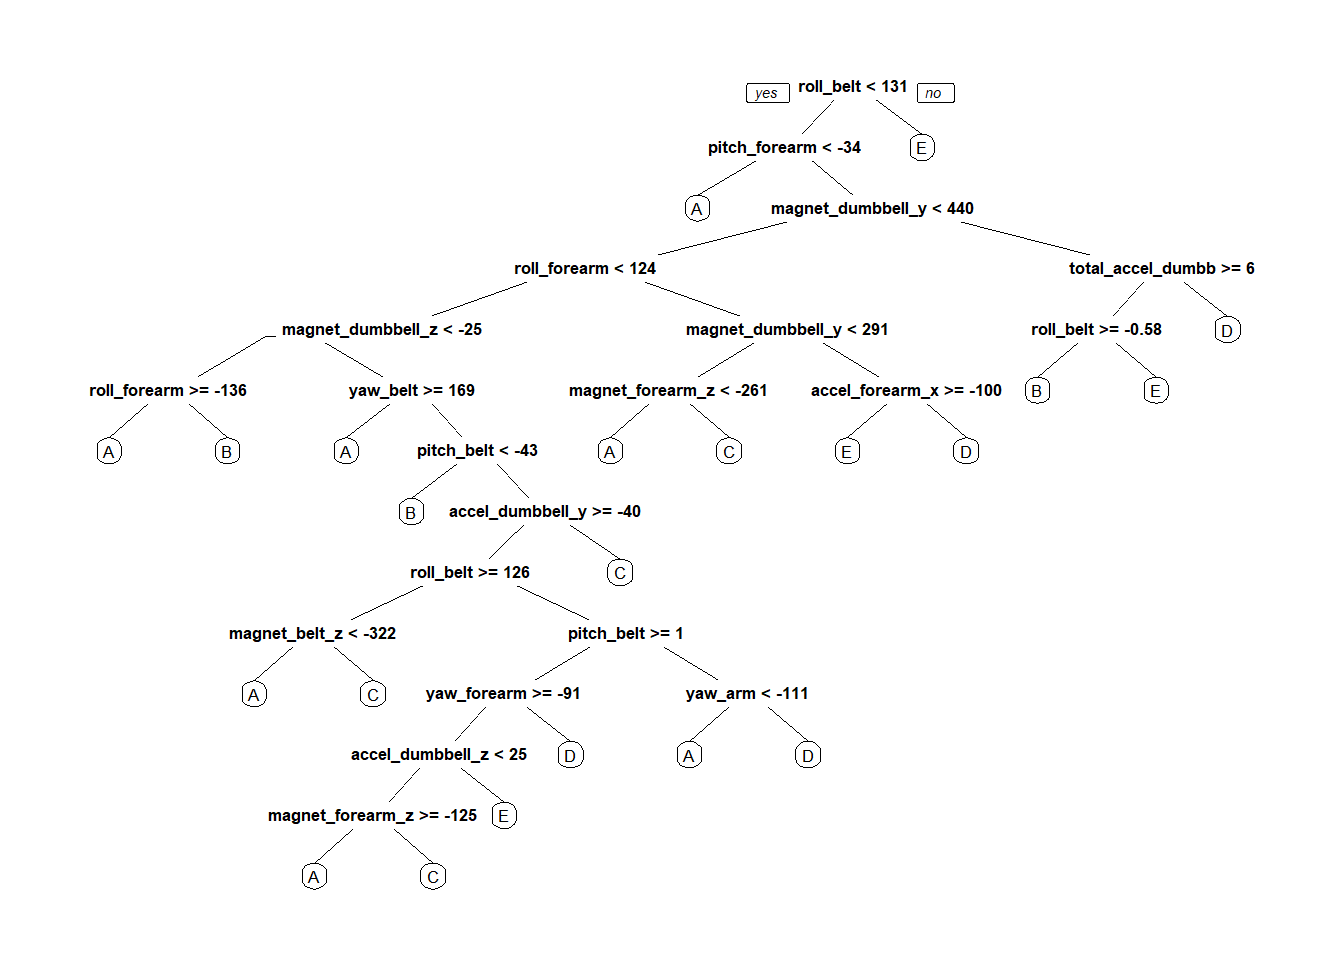 yes roll_belt < 131 no
pitch_forearm < -34 E
A magnet_dumbbell_y < 440
roll_forearm < 124 total_accel_dumbb >= 6
magnet_dumbbell_z < -25 magnet_dumbbell_y < 291 roll_belt >= -0.58 D
roll_forearm >= -136 yaw_belt >= 169 magnet_forearm_z < -261 accel_forearm_x >= -100 B E
A B A pitch_belt < -43 A C E D
B accel_dumbbell_y >= -40
roll_belt >= 126 C
magnet_belt_z < -322 pitch_belt >= 1
A C yaw_forearm >= -91 yaw_arm < -111
accel_dumbbell_z < 25 D A D
magnet_forearm_z >= -125 E
A C